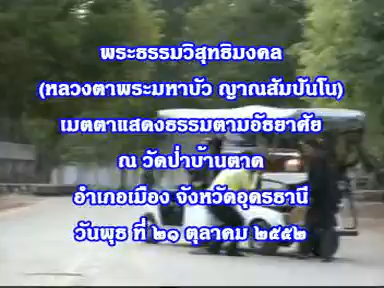 พระธรรมวิสุทธิมงคล
(หลวงตาพระมหาบัว ญาณสัมปันโน)
เมตตาแสดงธรรมตามอัธยาศัย
ณ วัดป่าบ้านตาด
อำเภอเมือง จังหวัดอุดรธานี
วันพุธ ที่ ๒๑ ตุลาคม ๒๕๕๒